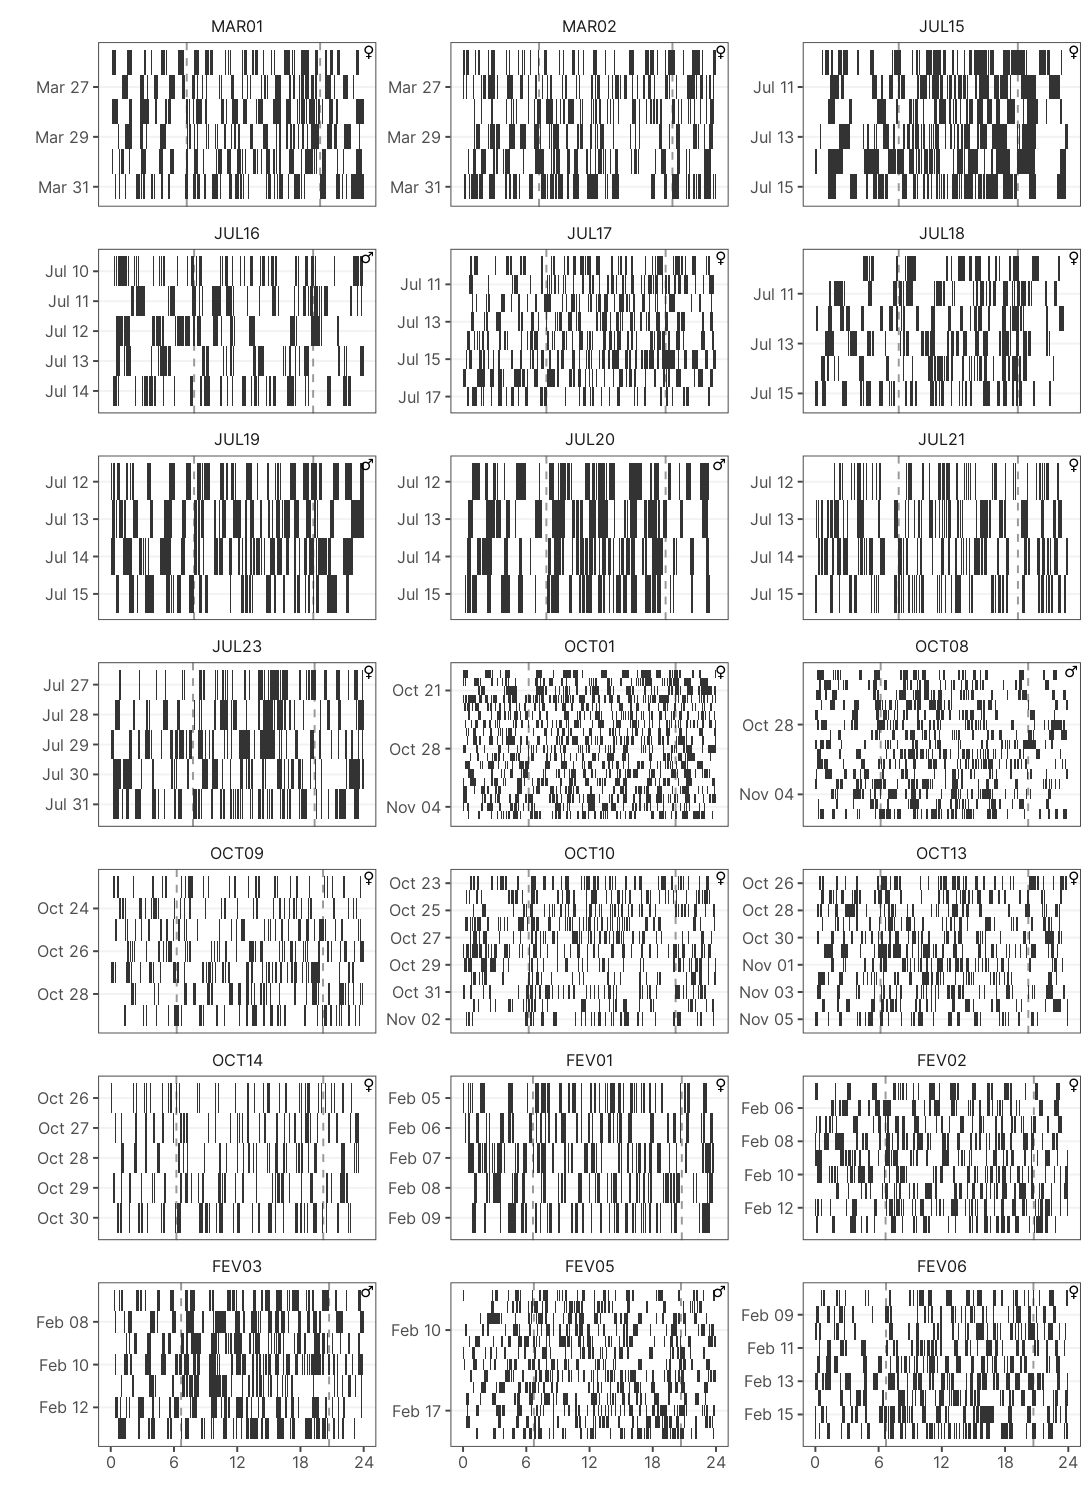 MAR01 MAR02 JUL15
♀ ♀ ♀
Mar 27 Mar 27 Jul 11
Mar 29 Mar 29 Jul 13
Mar 31 Mar 31 Jul 15
JUL16 JUL17 JUL18
♂ ♀ ♀
Jul 10
Jul 11 Jul 11 Jul 11
Jul 12 Jul 13
Jul 13 Jul 15 Jul 13
Jul 14 Jul 17 Jul 15
JUL19 JUL20 JUL21
♂ ♂ ♀
Jul 12 Jul 12 Jul 12
Jul 13 Jul 13 Jul 13
Jul 14 Jul 14 Jul 14
Jul 15 Jul 15 Jul 15
JUL23 OCT01 OCT08
♀ ♀ ♂
Jul 27 Oct 21
Jul 28 Oct 28
Jul 29 Oct 28
Jul 30 Nov 04
Jul 31 Nov 04
OCT09 OCT10 OCT13
♀ ♀ ♀
Oct 23 Oct 26
Oct 24 Oct 25 Oct 28
Oct 26 Oct 27 Oct 30
Oct 29 Nov 01
Oct 28 Oct 31 Nov 03
Nov 02 Nov 05
OCT14 FEV01 FEV02
♀ ♀ ♀
Oct 26 Feb 05 Feb 06
Oct 27 Feb 06 Feb 08
Oct 28 Feb 07 Feb 10
Oct 29 Feb 08 Feb 12
Oct 30 Feb 09
FEV03 FEV05 FEV06
♂ ♂ ♀
Feb 08 Feb 10 Feb 09
Feb 10 Feb 11
Feb 12 Feb 17 Feb 13
Feb 15
0 6 12 18 24 0 6 12 18 24 0 6 12 18 24